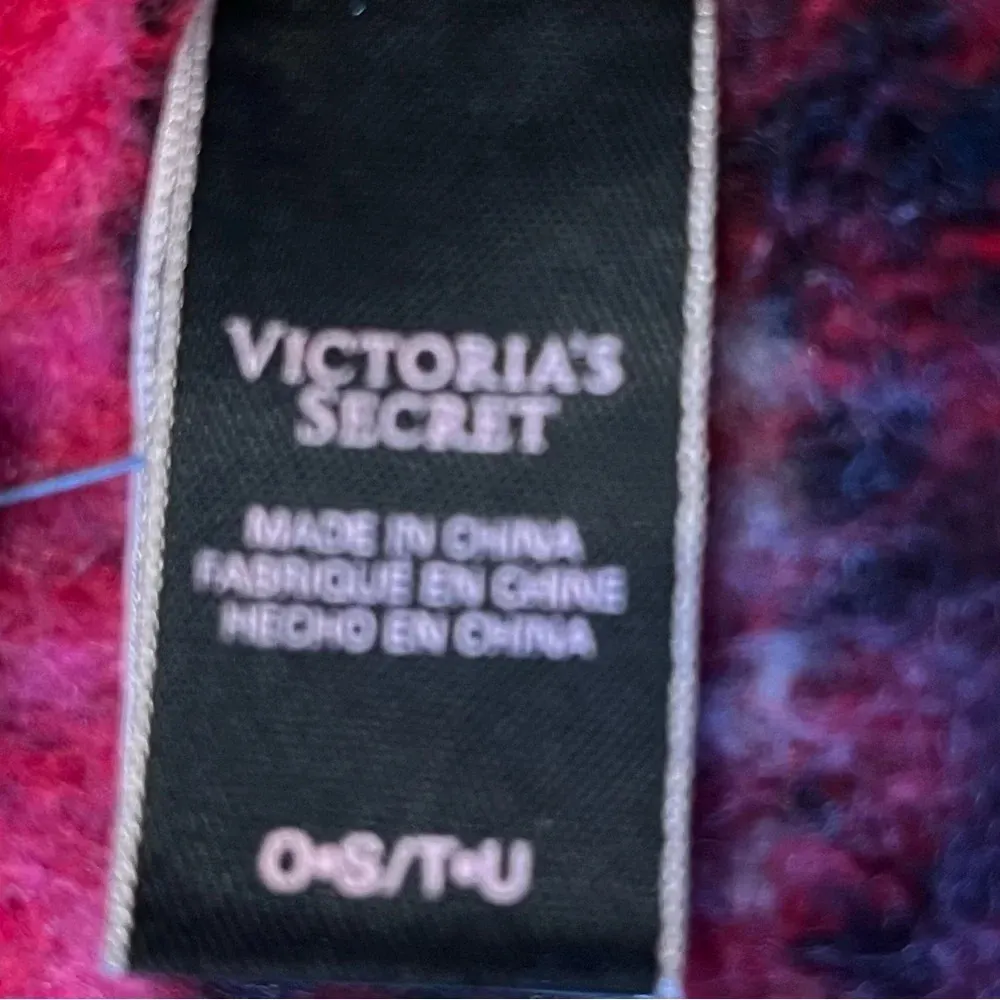 VICTORIA'S
SECRET
MADE IN CHINA
FABRIQUE EN CHINE
HECHO EN CHINA
O•S/T•U